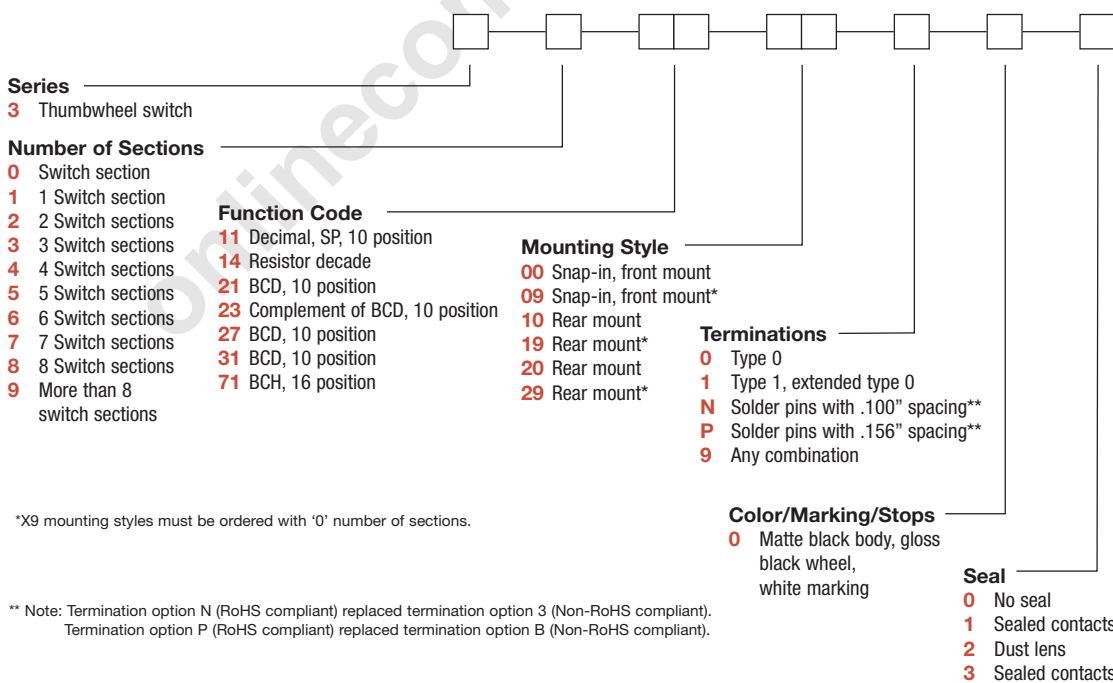 onlinecom
Series
3 Thumbwheel switch
Number of Sections
0 Switch section
1 1 Switch section
2 2 Switch sections
3 3 Switch sections
4 4 Switch sections
5 5 Switch sections
6 6 Switch sections
7 7 Switch sections
8 8 Switch sections
9 More than 8
switch sections
Function Code
11 Decimal, SP, 10 position
14 Resistor decade
21 BCD, 10 position
23 Complement of BCD, 10 position
27 BCD, 10 position
31 BCD, 10 position
71 BCH, 16 position
Mounting Style
00 Snap-in, front mount
09 Snap-in, front mount*
10 Rear mount
19 Rear mount*
20 Rear mount
29 Rear mount*
Terminations
0 Type 0
1 Type 1, extended type 0
N Solder pins with .100” spacing**
P Solder pins with .156” spacing**
9 Any combination
*X9 mounting styles must be ordered with ‘0’ number of sections.
Color/Marking/Stops
0 Matte black body, gloss
black wheel,
white marking
Seal
0 No seal
1 Sealed contacts
2 Dust lens
3 Sealed contacts
** Note: Termination option N (RoHS compliant) replaced termination option 3 (Non-RoHS compliant).
Termination option P (RoHS compliant) replaced termination option B (Non-RoHS compliant).